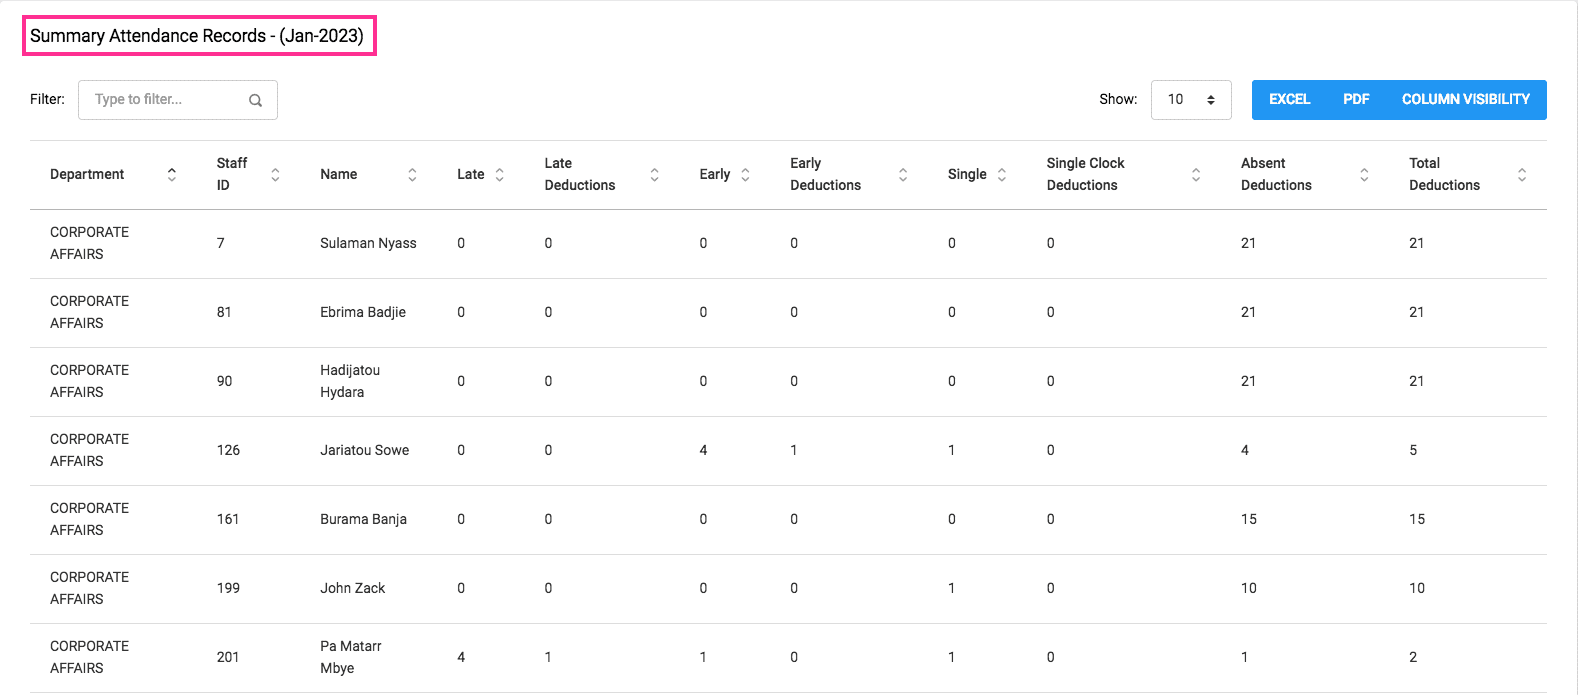 Summary Attendance Records - (Jan-2023)
Filter: Type to filter... Show: 10 EXCEL PDF COLUMN VISIBILITY
Department Staff ID Name Late Late Deductions Early Early Deductions Single Single Clock Deductions Absent Deductions Total Deductions
CORPORATE AFFAIRS 7 Sulaman Nyass 0 0 0 0 0 0 21 21
CORPORATE AFFAIRS 81 Ebrima Badjie 0 0 0 0 0 0 21 21
CORPORATE AFFAIRS 90 Hadijatou Hydara 0 0 0 0 0 0 21 21
CORPORATE AFFAIRS 126 Jariatou Sowe 0 0 4 1 1 0 4 5
CORPORATE AFFAIRS 161 Burama Banja 0 0 0 0 0 0 15 15
CORPORATE AFFAIRS 199 John Zack 0 0 0 0 1 0 10 10
CORPORATE AFFAIRS 201 Pa Matarr Mbye 4 1 1 0 1 0 1 2